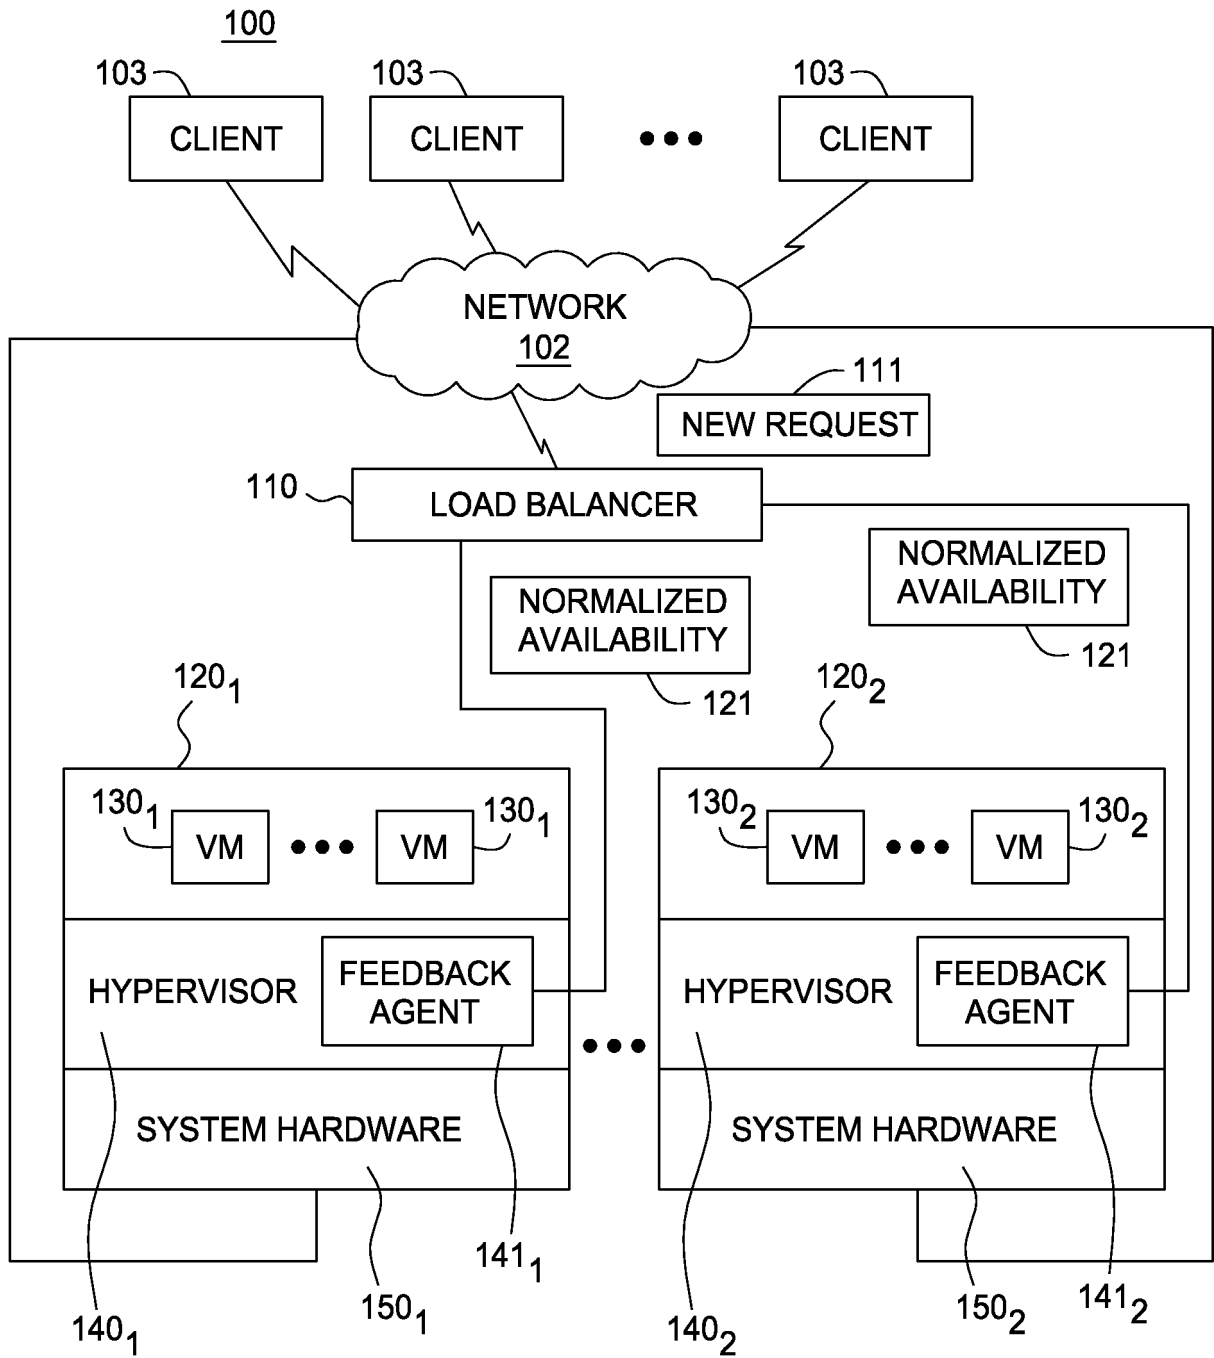 100
103 103 103
CLIENT CLIENT CLIENT
NETWORK
102
111
NEW REQUEST
110
LOAD BALANCER
NORMALIZED
AVAILABILITY
121
NORMALIZED
AVAILABILITY
121
120₁
120₂
130₁ VM VM 130₁
130₂ VM VM 130₂
HYPERVISOR
FEEDBACK
AGENT
HYPERVISOR
FEEDBACK
AGENT
SYSTEM HARDWARE
SYSTEM HARDWARE
140₁
150₁
141₁
140₂
150₂
141₂